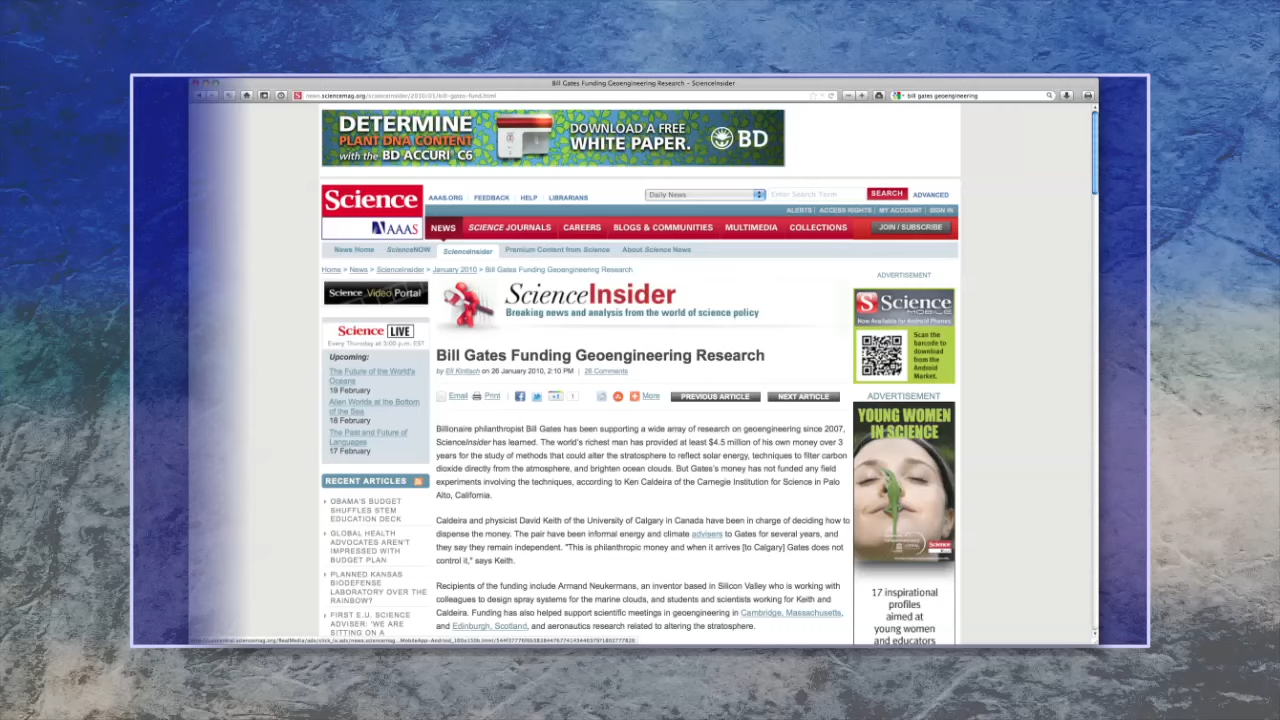 Bill Gates Funding Geoengineering Research – ScienceInsider
news.sciencemag.org/scienceinsider/2010/01/bill-gates-fund.html
bill gates geoengineering
DETERMINE
PLANT DNA CONTENT
with the BD ACCURI C6
DOWNLOAD A FREE
WHITE PAPER.
BD
Science
AAAS
AAAS.ORG FEEDBACK HELP LIBRARIANS
Daily News
Enter Search Term
SEARCH
ADVANCED
ALERTS | ACCESS RIGHTS | MY ACCOUNT | SIGN IN
NEWS SCIENCE JOURNALS CAREERS BLOGS & COMMUNITIES MULTIMEDIA COLLECTIONS JOIN / SUBSCRIBE
News Home ScienceNOW ScienceInsider Premium Content from Science About Science News
Home > News > ScienceInsider > January 2010 > Bill Gates Funding Geoengineering Research
Science Video Portal
Science LIVE
Every Thursday at 3:00 p.m. EST
Upcoming:
The Future of the World's
Oceans
19 February
Alien Worlds at the Bottom
of the Sea
18 February
The Past and Future of
Languages
17 February
RECENT ARTICLES
OBAMA'S BUDGET
SHUFFLES STEM
EDUCATION DECK
GLOBAL HEALTH
ADVOCATES AREN'T
IMPRESSED WITH
BUDGET PLAN
PLANNED KANSAS
BIODEFENSE
LABORATORY OVER THE
RAINBOW?
FIRST E.U. SCIENCE
ADVISER: 'WE ARE
SITTING ON A
ScienceInsider
Breaking news and analysis from the world of science policy
Bill Gates Funding Geoengineering Research
by Eli Kintisch on 26 January 2010, 2:10 PM | 26 Comments
Email Print | More PREVIOUS ARTICLE NEXT ARTICLE
Billionaire philanthropist Bill Gates has been supporting a wide array of research on geoengineering since 2007,
ScienceInsider has learned. The world's richest man has provided at least $4.5 million of his own money over 3
years for the study of methods that could alter the stratosphere to reflect solar energy, techniques to filter carbon
dioxide directly from the atmosphere, and brighten ocean clouds. But Gates's money has not funded any field
experiments involving the techniques, according to Ken Caldeira of the Carnegie Institution for Science in Palo
Alto, California.
Caldeira and physicist David Keith of the University of Calgary in Canada have been in charge of deciding how to
dispense the money. The pair have been informal energy and climate advisers to Gates for several years, and
they say they remain independent. "This is philanthropic money and when it arrives [to Calgary] Gates does not
control it," says Keith.
Recipients of the funding include Armand Neukermans, an inventor based in Silicon Valley who is working with
colleagues to design spray systems for the marine clouds, and students and scientists working for Keith and
Caldeira. Funding has also helped support scientific meetings in geoengineering in Cambridge, Massachusetts,
and Edinburgh, Scotland, and aeronautics research related to altering the stratosphere.
ADVERTISEMENT
Science
MOBILE
Now Available for Android Phones
Scan the
barcode to
download
from the
Android
Market.
ADVERTISEMENT
YOUNG WOMEN
IN SCIENCE
Science
17 inspirational
profiles
aimed at
young women
and educators